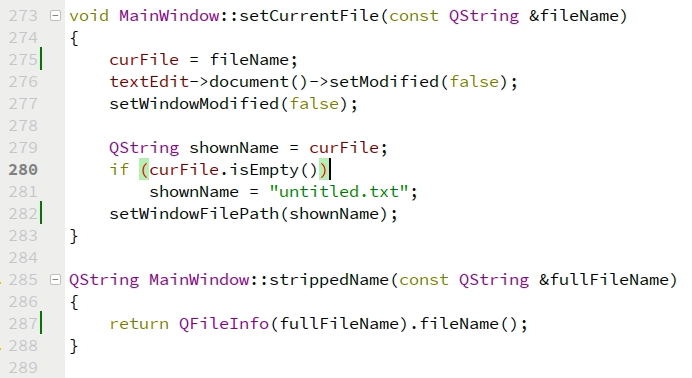 273 void MainWindow::setCurrentFile(const QString &fileName)
274 {
275     curFile = fileName;
276     textEdit->document()->setModified(false);
277     setWindowModified(false);
278
279     QString shownName = curFile;
280     if (curFile.isEmpty())
281         shownName = "untitled.txt";
282     setWindowFilePath(shownName);
283 }
284
285 QString MainWindow::strippedName(const QString &fullFileName)
286 {
287     return QFileInfo(fullFileName).fileName();
288 }
289